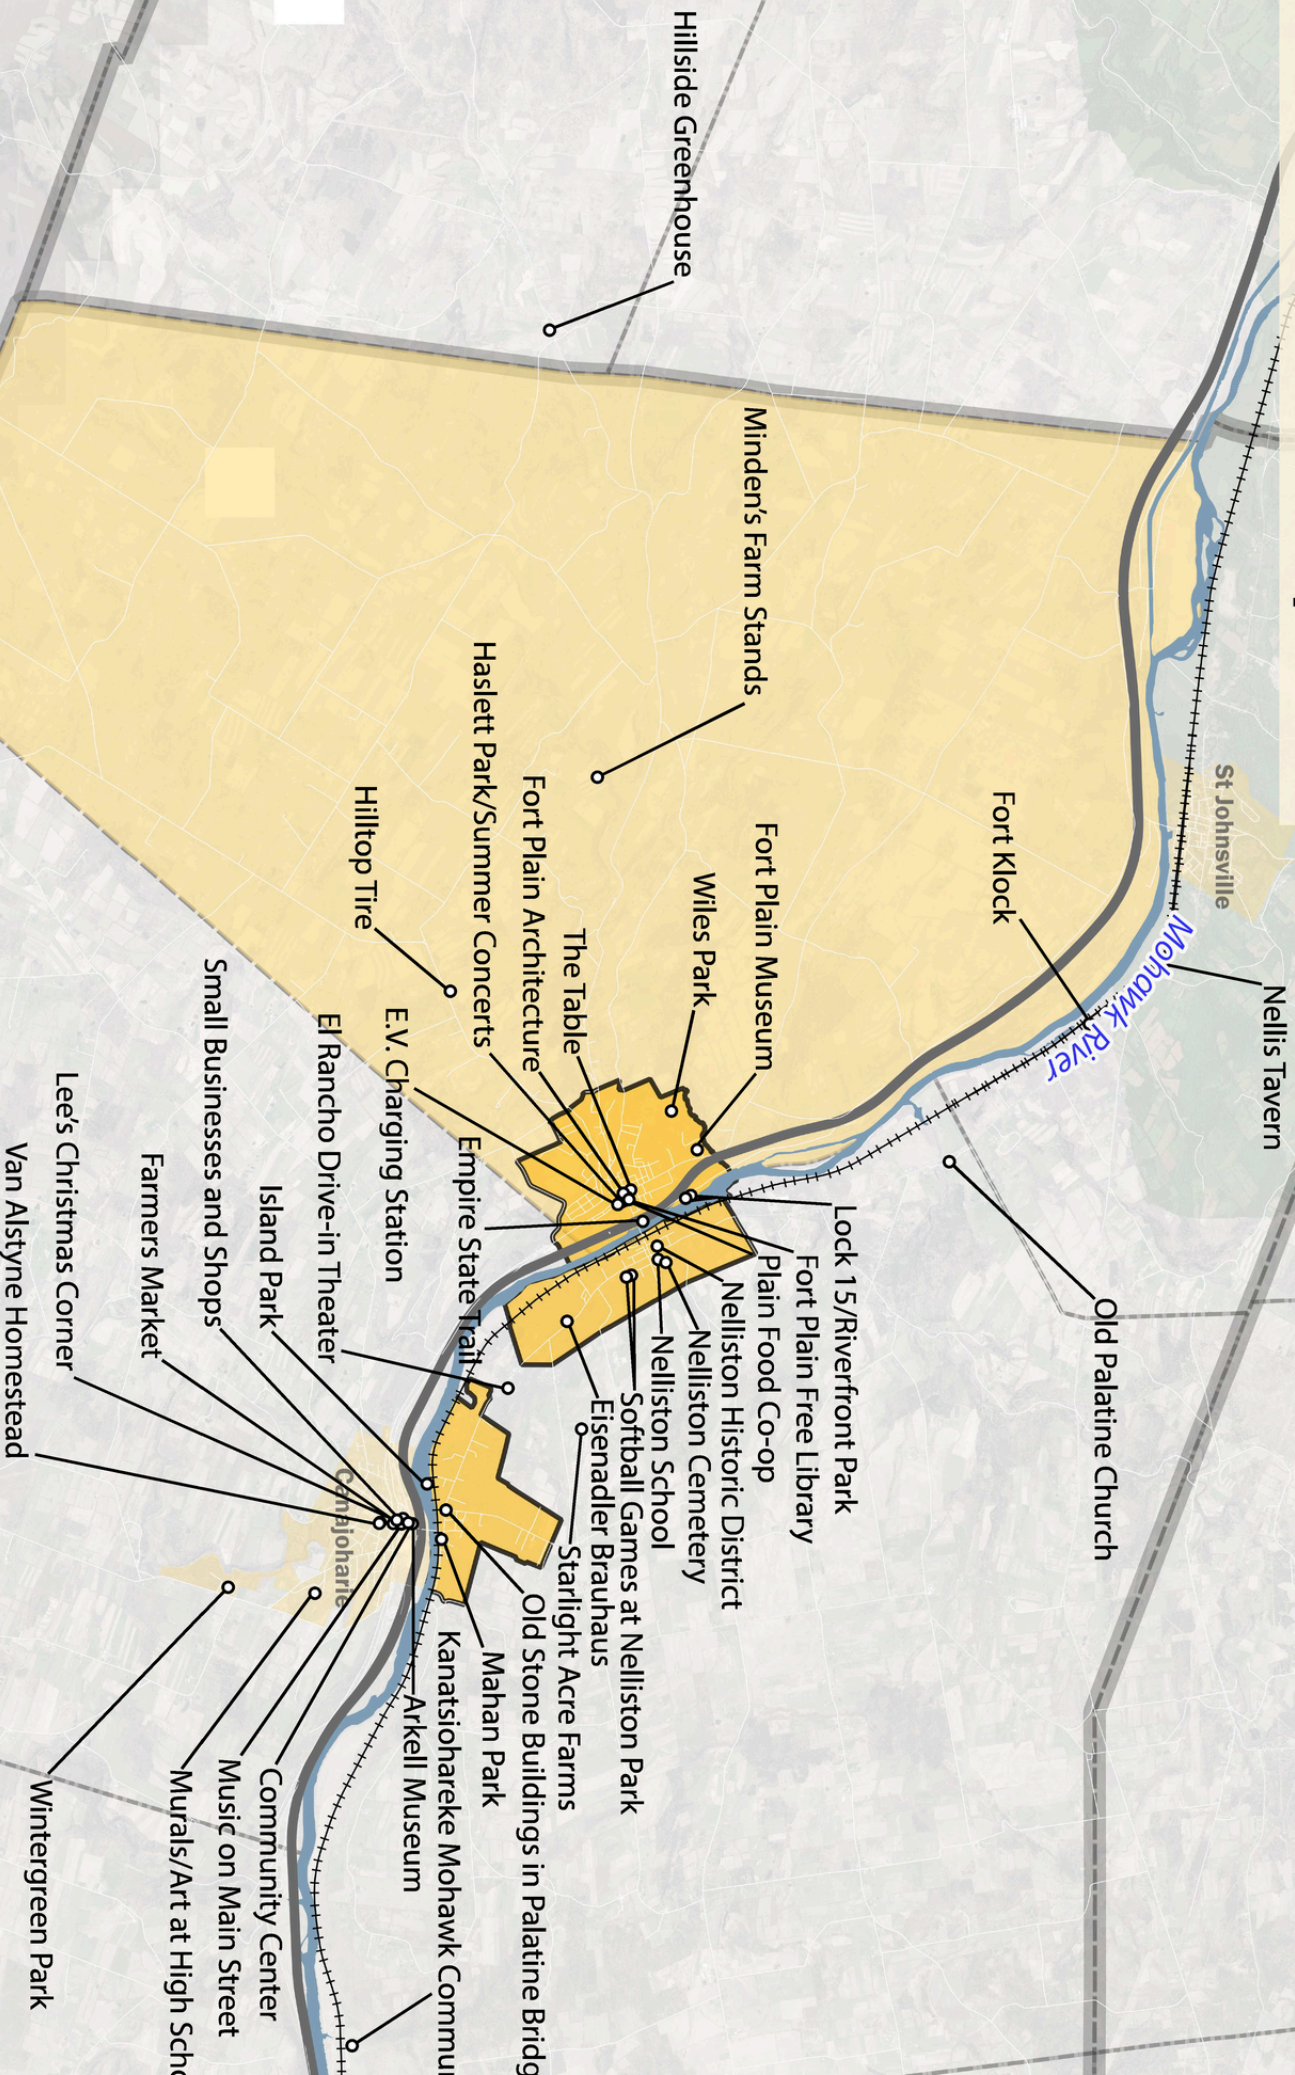 Nellis Tavern
St Johnsville
Mohawk River
Old Palatine Church
Fort Klock
Lock 15/Riverfront Park
Fort Plain Free Library
Plain Food Co-op
Fort Plain Museum
Minden's Farm Stands
Nelliston Historic District
Wiles Park
Nelliston Cemetery
Hillside Greenhouse
Nelliston School
Softball Games at Nelliston Park
Eisenadler Brauhaus
The Table
Starlight Acre Farms
Fort Plain Architecture
Old Stone Buildings in Palatine Bridg
Haslett Park/Summer Concerts
Mahan Park
Empire State Trail
Kanatsiohareke Mohawk Commu
Arkell Museum
E.V. Charging Station
Hilltop Tire
Canajoharie
El Rancho Drive-in Theater
Island Park
Community Center
Small Businesses and Shops
Music on Main Street
Murals/Art at High Scho
Farmers Market
Lee's Christmas Corner
Wintergreen Park
Van Alstyne Homestead